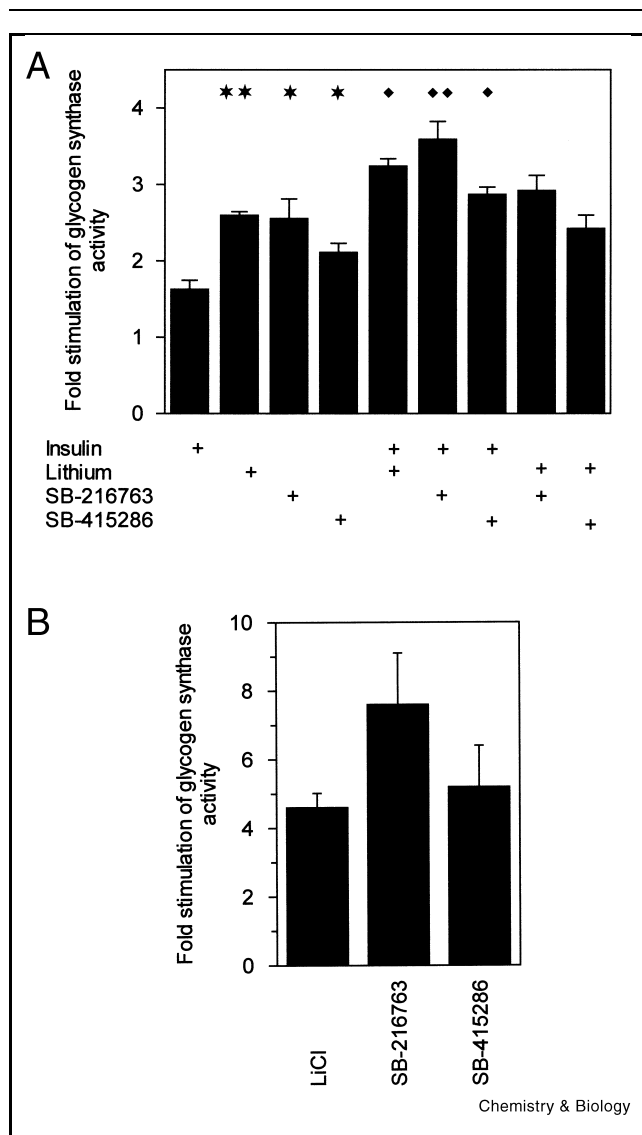 A
Fold stimulation of glycogen synthase
activity
4
3
2
1
0
★★ ★ ★ ◆ ◆◆ ◆
Insulin + + + +
Lithium + + + +
SB-216763 + + +
SB-415286 + + +
B
Fold stimulation of glycogen synthase
activity
10
8
6
4
2
0
LiCl
SB-216763
SB-415286
Chemistry & Biology